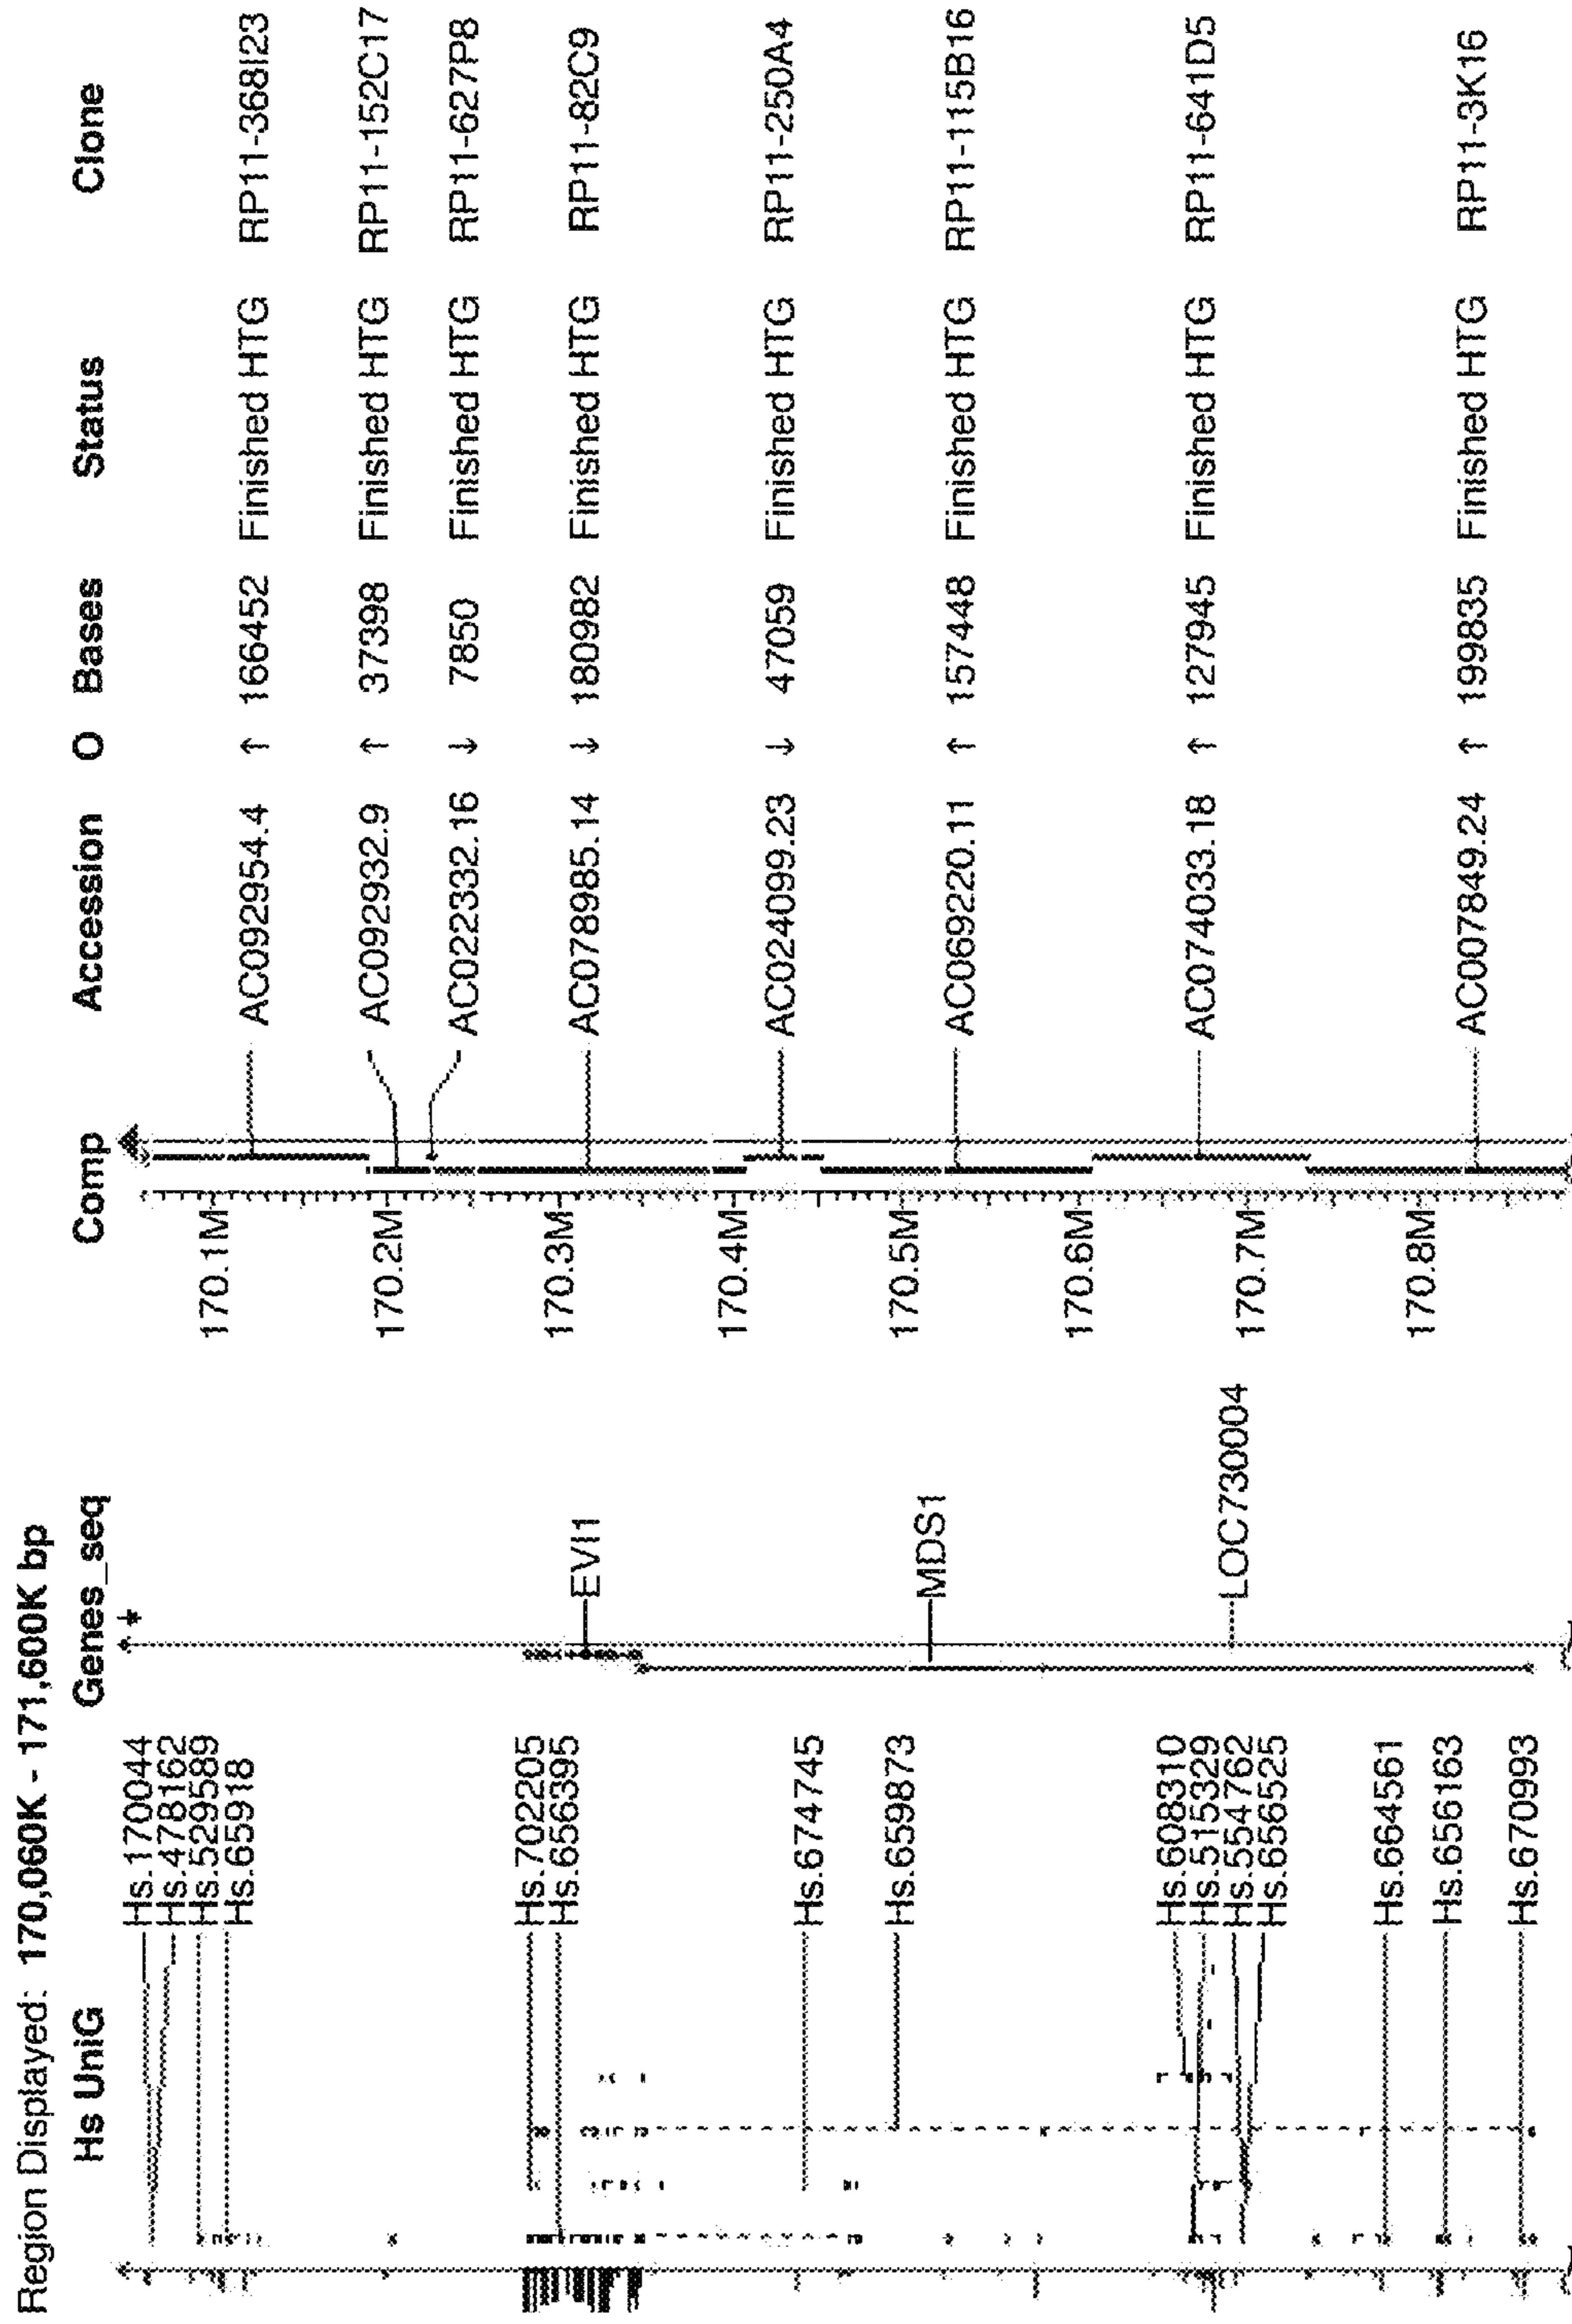 Region Displayed: 170,060K - 171,600K bp
Hs UniG Genes_seq Comp Accession O Bases Status Clone
Hs.170044
Hs.478162
Hs.529589
Hs.65918
Hs.702205
Hs.656395
Hs.674745
Hs.659873
Hs.608310
Hs.515329
Hs.554762
Hs.656525
Hs.664561
Hs.656163
Hs.670993
EVI1
MDS1
LOC730004
170.1M
170.2M
170.3M
170.4M
170.5M
170.6M
170.7M
170.8M
AC092954.4 ↑ 166452 Finished HTG RP11-368I23
AC092932.9 ↑ 37398 Finished HTG RP11-152C17
AC022332.16 ↓ 7850 Finished HTG RP11-627P8
AC078985.14 ↓ 180982 Finished HTG RP11-82C9
AC024099.23 ↓ 47059 Finished HTG RP11-250A4
AC069220.11 ↑ 157448 Finished HTG RP11-115B16
AC074033.18 ↑ 127945 Finished HTG RP11-641D5
AC007849.24 ↑ 199835 Finished HTG RP11-3K16